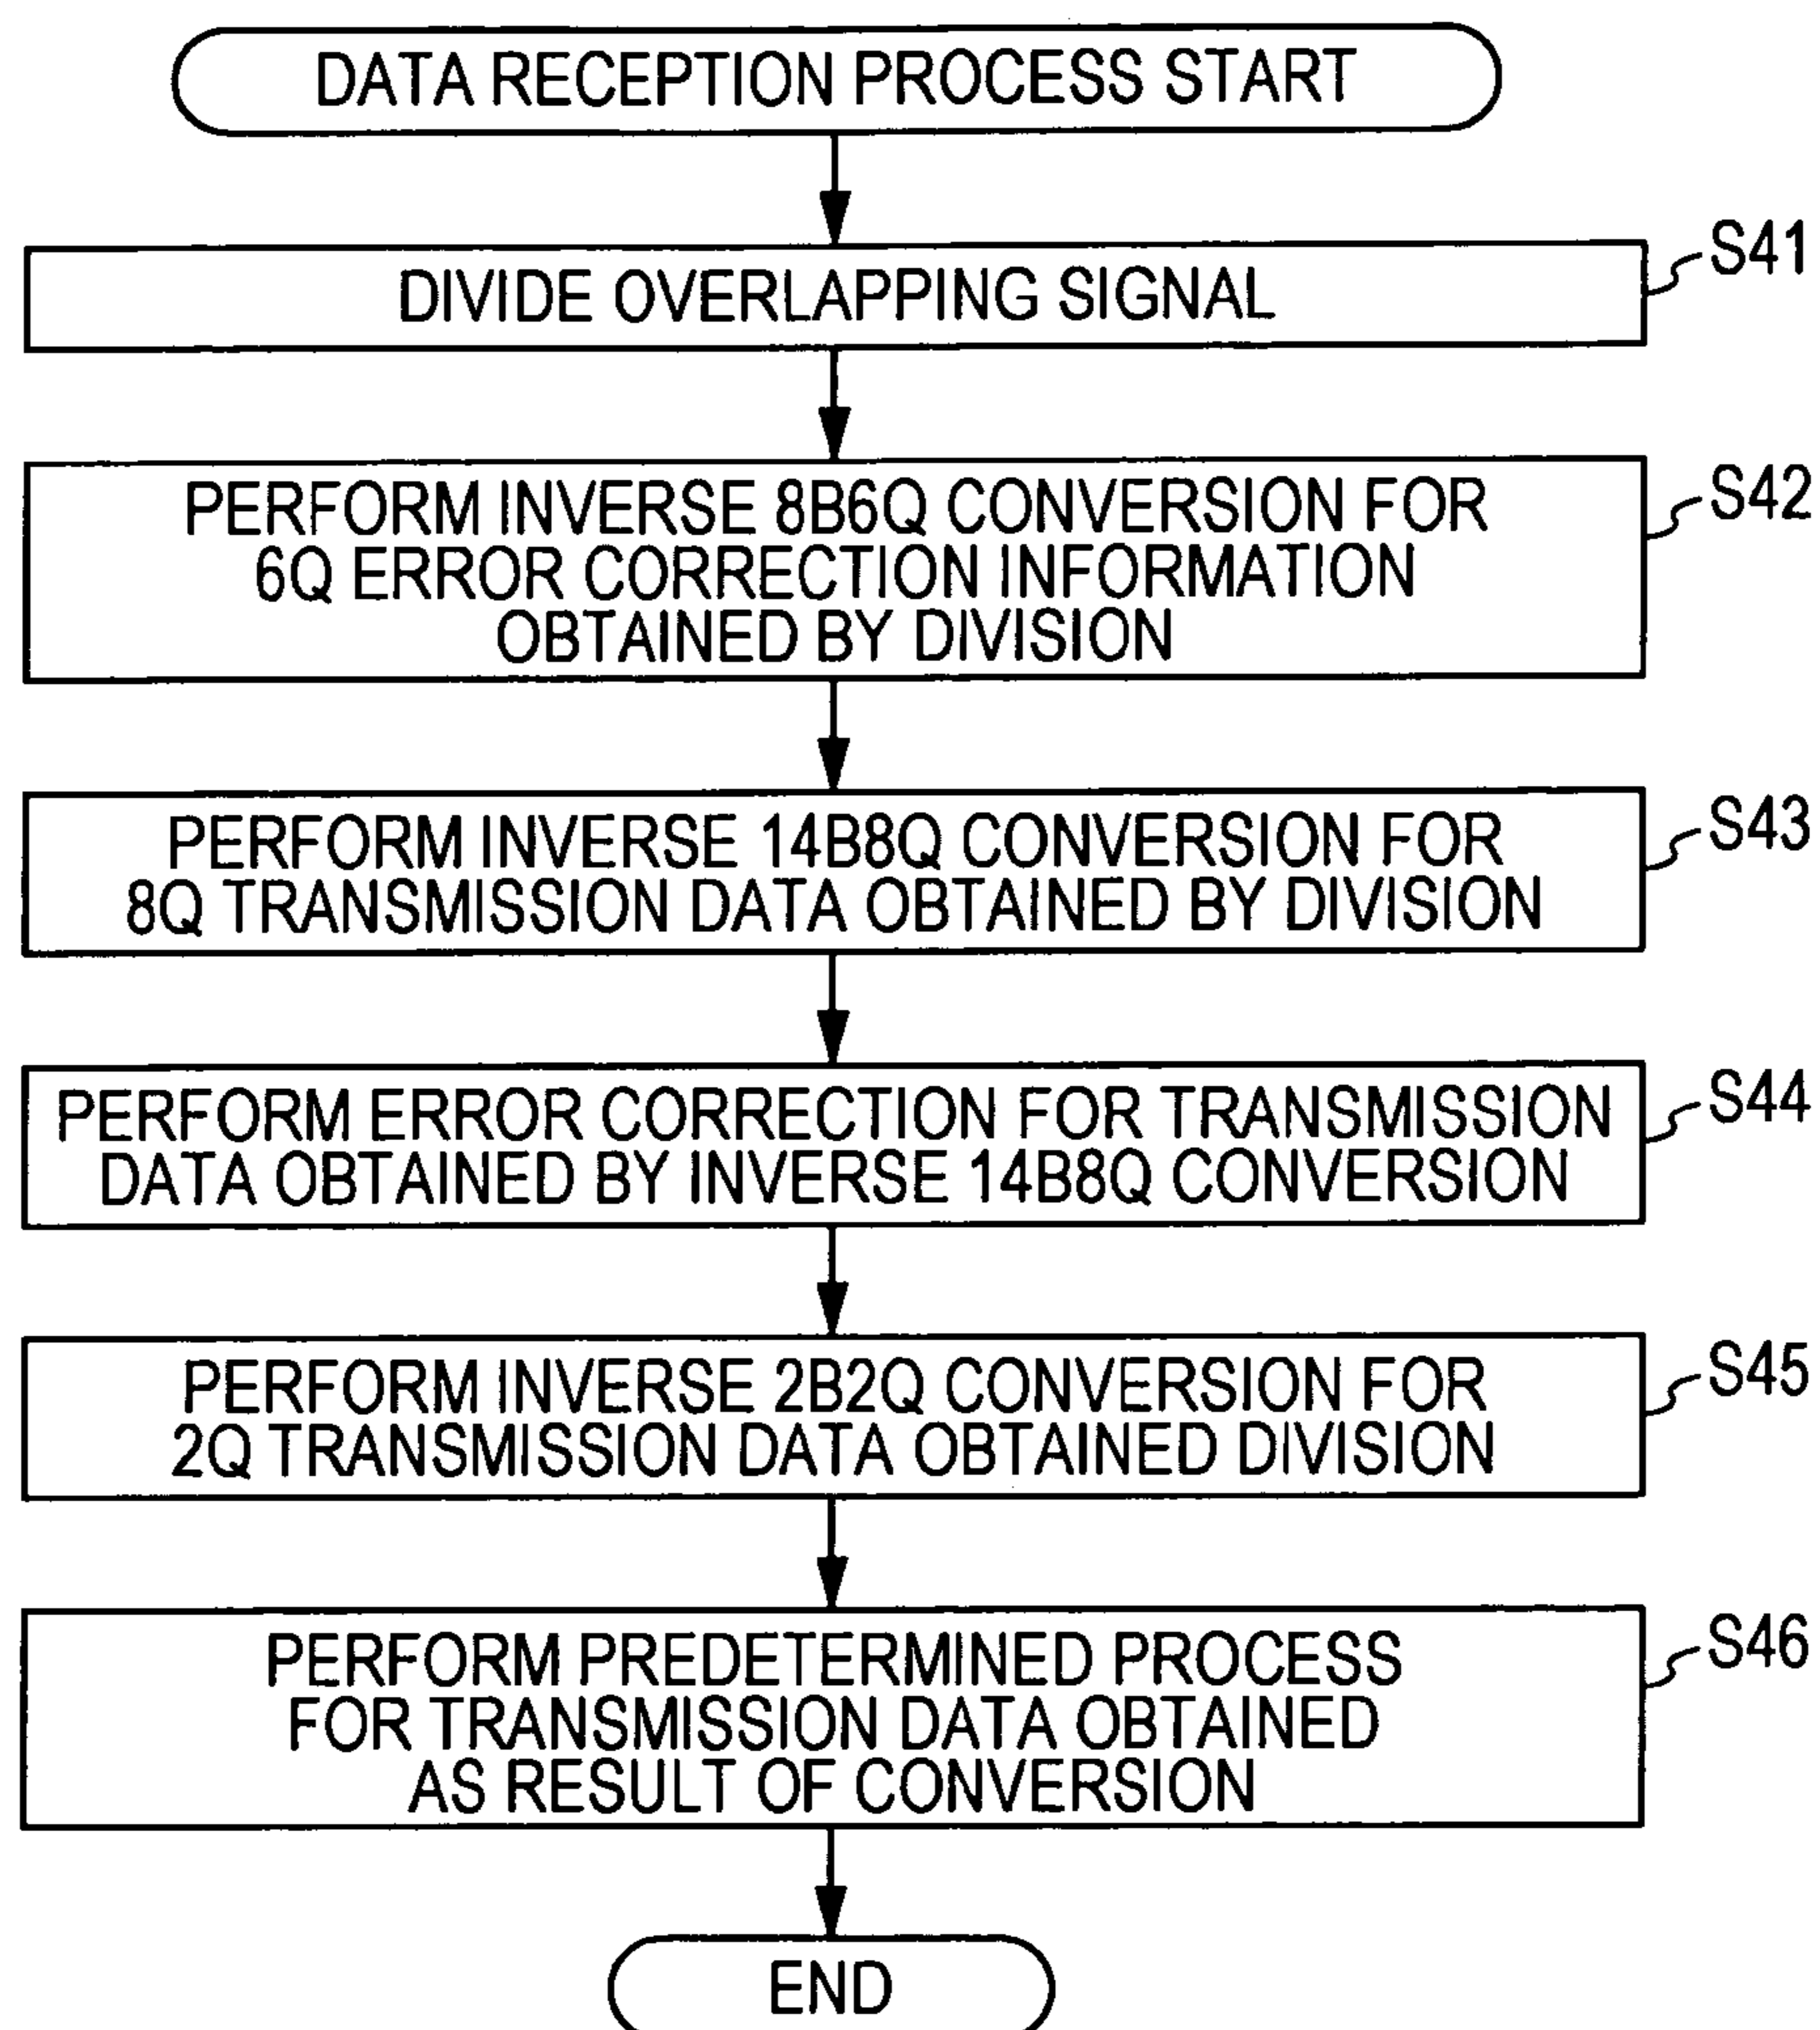 DATA RECEPTION PROCESS START
S41
DIVIDE OVERLAPPING SIGNAL
S42
PERFORM INVERSE 8B6Q CONVERSION FOR
6Q ERROR CORRECTION INFORMATION
OBTAINED BY DIVISION
S43
PERFORM INVERSE 14B8Q CONVERSION FOR
8Q TRANSMISSION DATA OBTAINED BY DIVISION
S44
PERFORM ERROR CORRECTION FOR TRANSMISSION
DATA OBTAINED BY INVERSE 14B8Q CONVERSION
S45
PERFORM INVERSE 2B2Q CONVERSION FOR
2Q TRANSMISSION DATA OBTAINED DIVISION
S46
PERFORM PREDETERMINED PROCESS
FOR TRANSMISSION DATA OBTAINED
AS RESULT OF CONVERSION
END